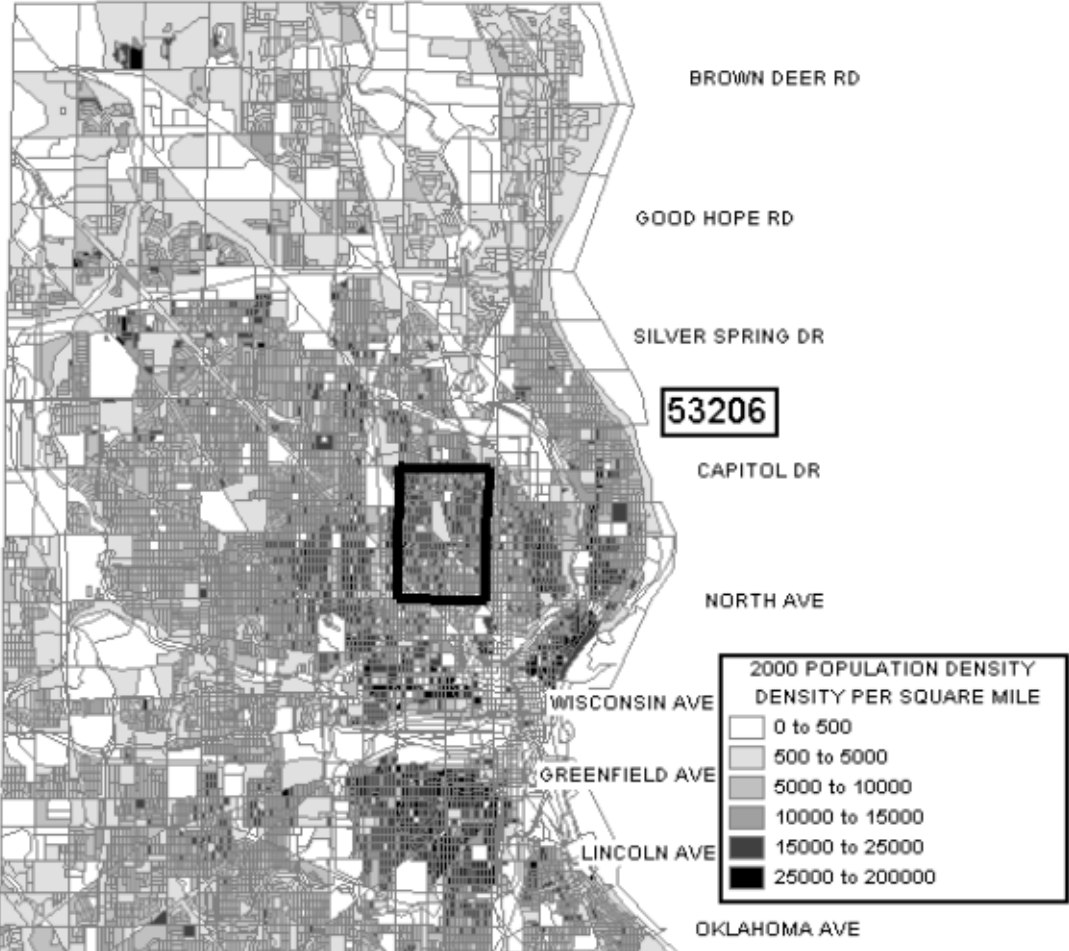 BROWN DEER RD
GOOD HOPE RD
SILVER SPRING DR
53206
CAPITOL DR
NORTH AVE
2000 POPULATION DENSITY
DENSITY PER SQUARE MILE
WISCONSIN AVE
0 to 500
500 to 5000
GREENFIELD AVE
5000 to 10000
10000 to 15000
15000 to 25000
LINCOLN AVE
25000 to 200000
OKLAHOMA AVE